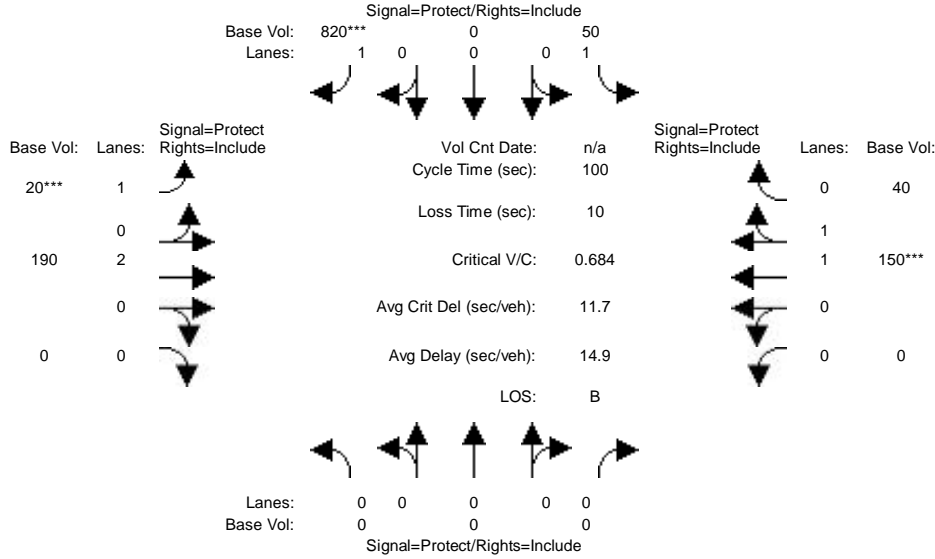 Signal=Protect/Rights=Include
Base Vol: 820*** 0 50
Lanes: 1 0 0 0 1
Signal=Protect
Base Vol: Lanes: Rights=Include
Vol Cnt Date: n/a
Signal=Protect
Rights=Include Lanes: Base Vol:
Cycle Time (sec): 100
20*** 1
0 40
Loss Time (sec): 10
0
1
190 2
Critical V/C: 0.684
1 150***
0
Avg Crit Del (sec/veh): 11.7
0
0 0
Avg Delay (sec/veh): 14.9
0 0
LOS: B
Lanes: 0 0 0 0 0
Base Vol: 0 0 0
Signal=Protect/Rights=Include